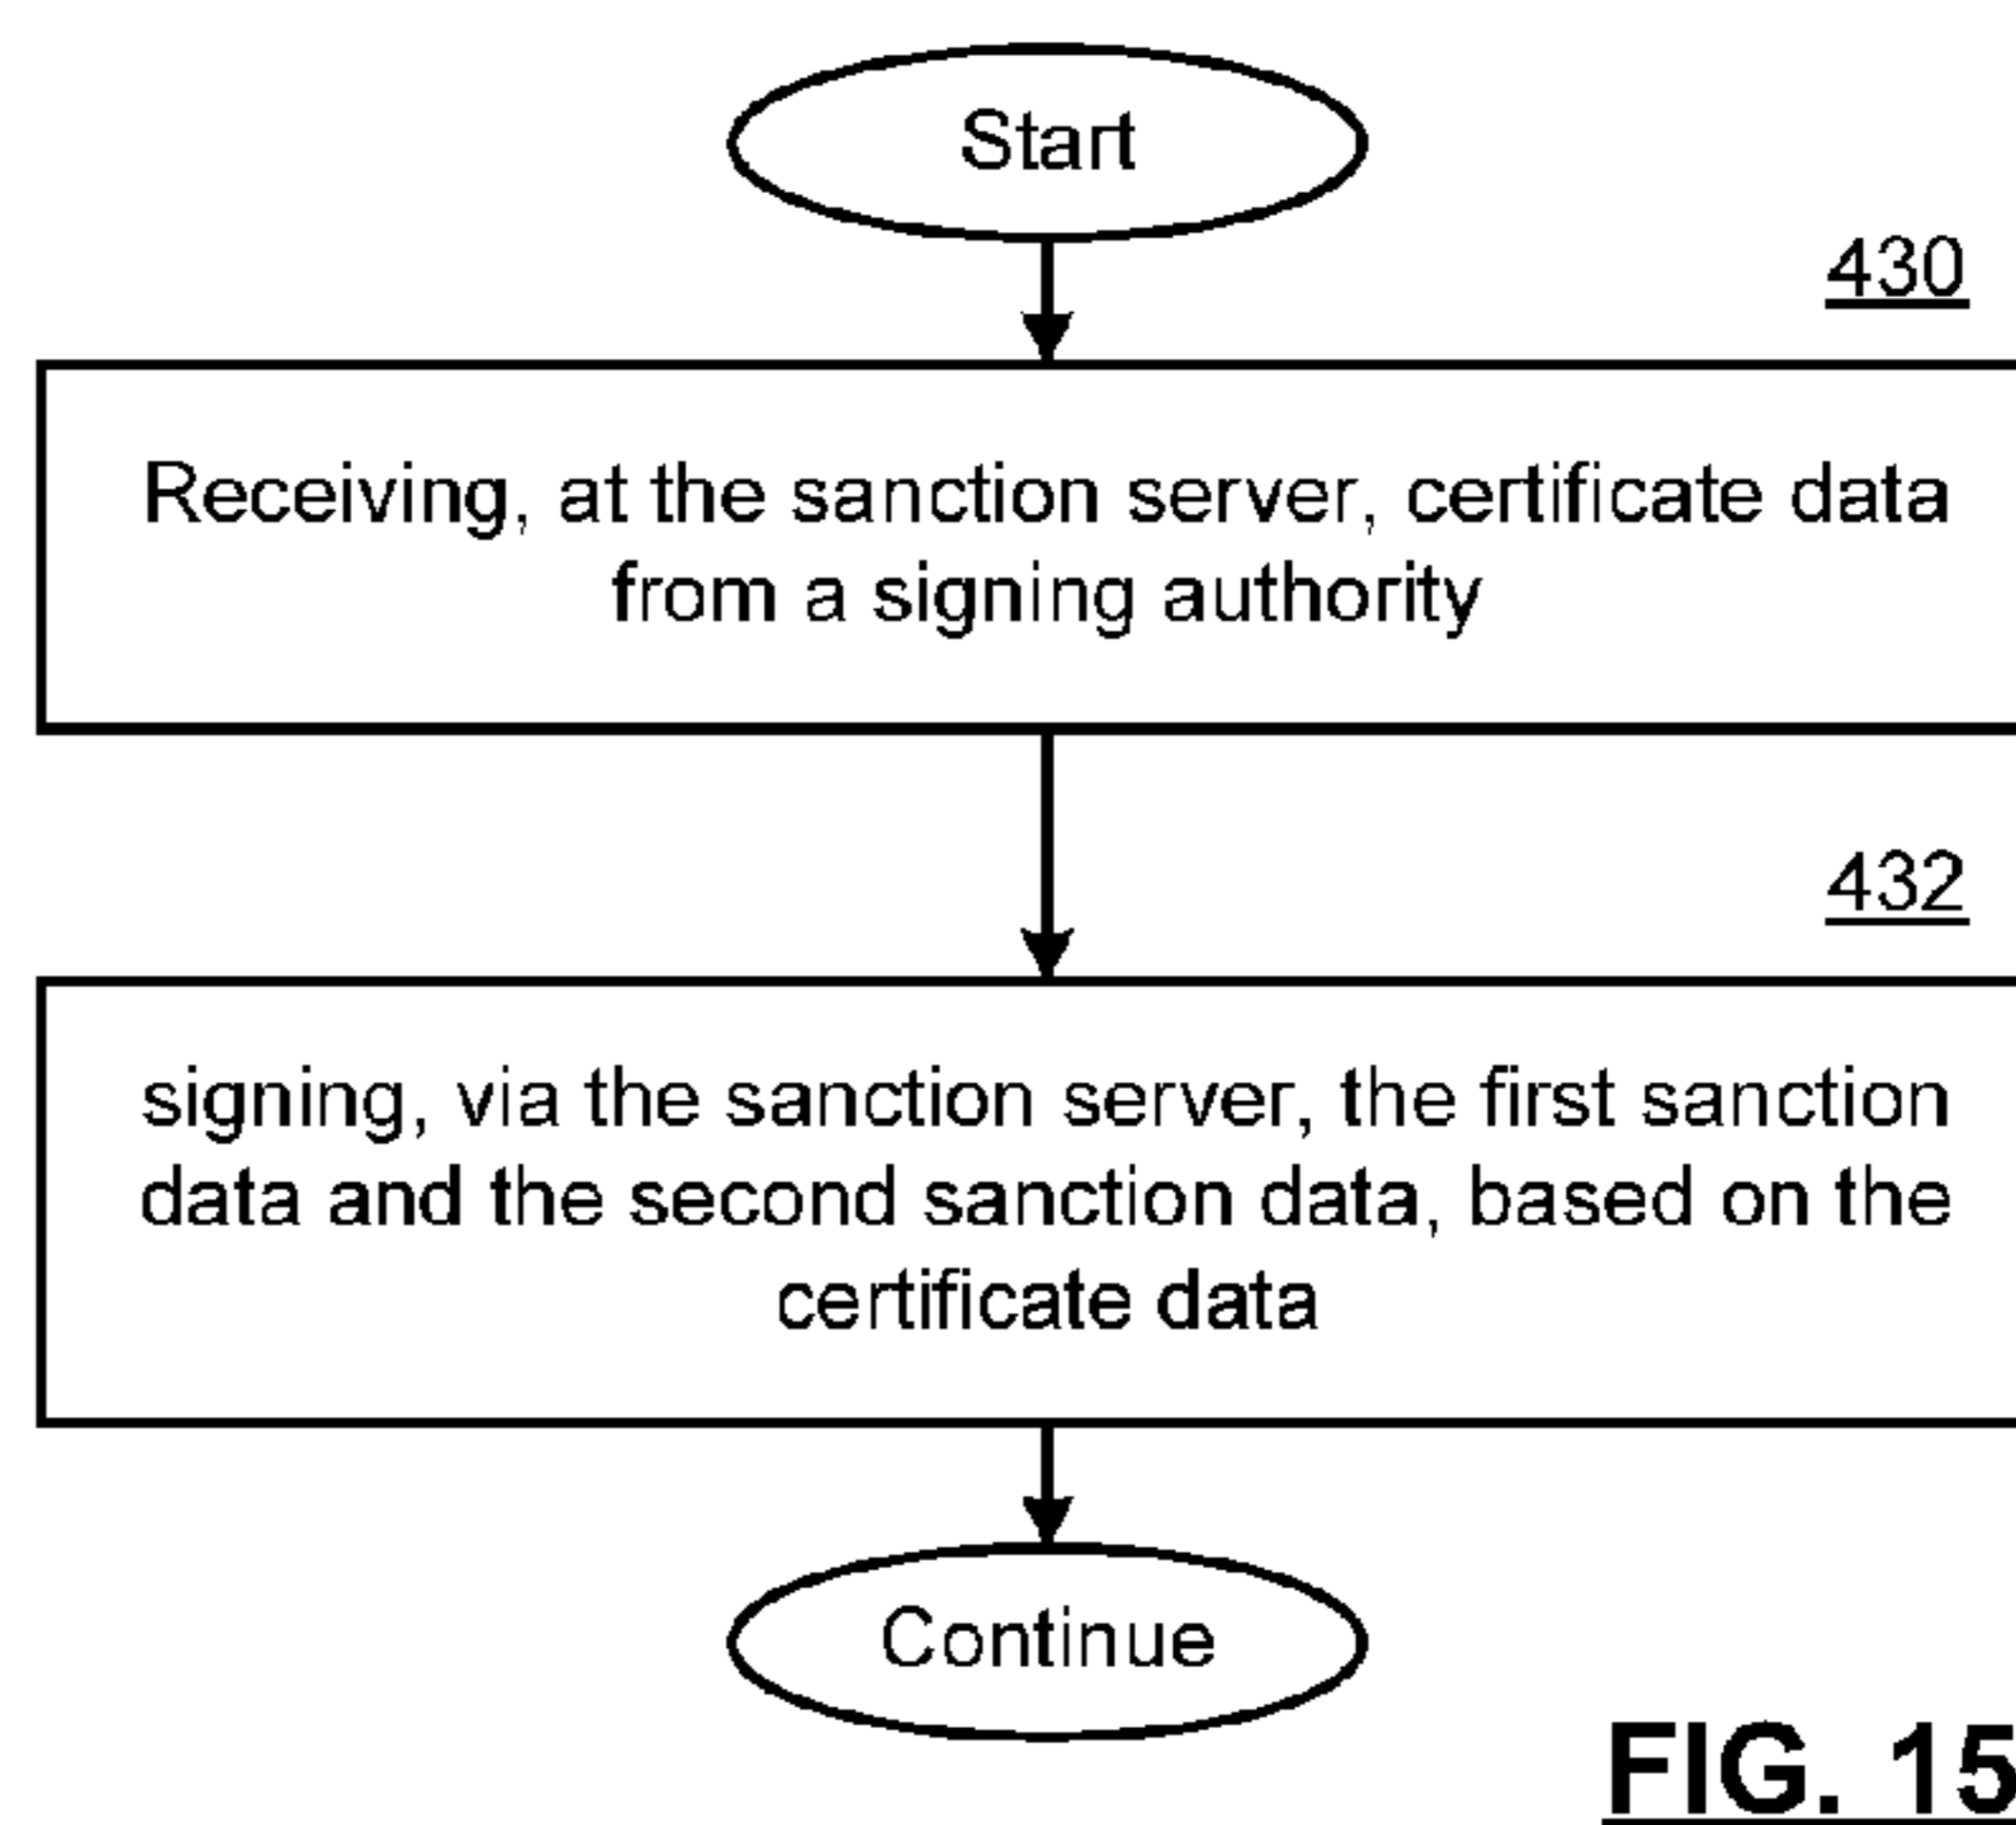 Start
430
Receiving, at the sanction server, certificate data
from a signing authority
432
signing, via the sanction server, the first sanction
data and the second sanction data, based on the
certificate data
Continue
FIG. 15